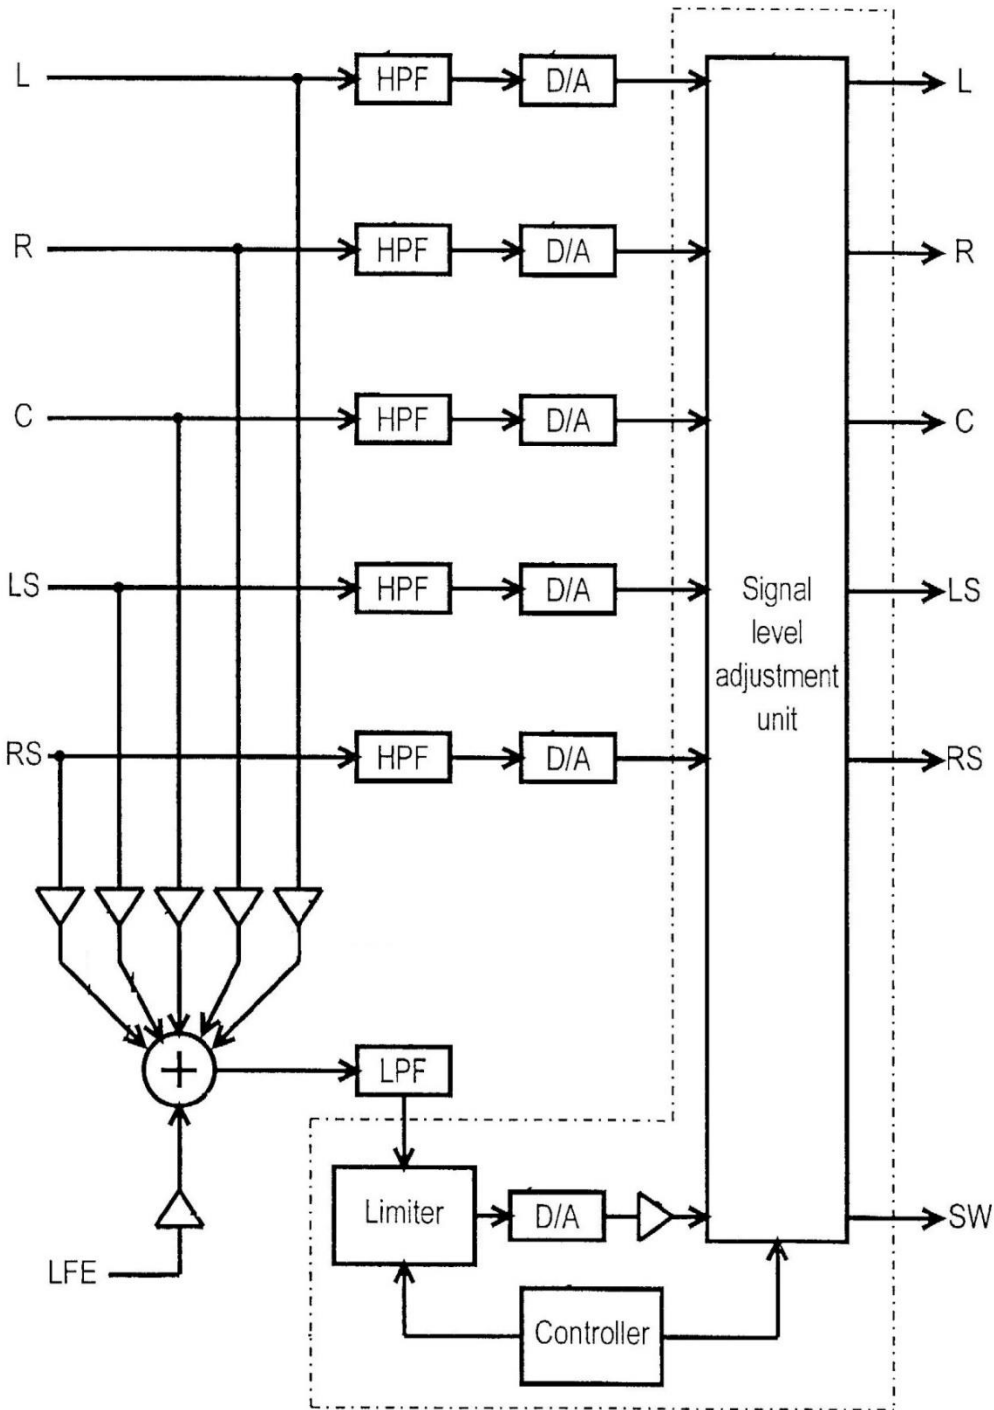 L HPF D/A L
R HPF D/A R
C HPF D/A C
LS HPF D/A LS
Signal
level
adjustment
unit
RS HPF D/A RS
+
LPF
Limiter D/A SW
LFE
Controller